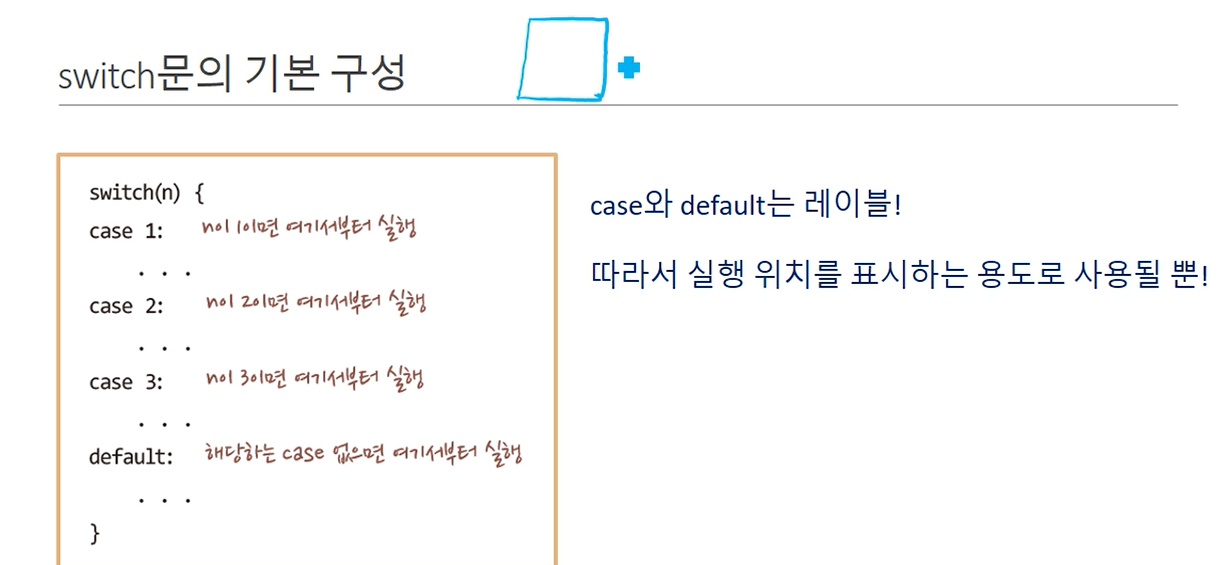 switch문의 기본 구성
switch(n) {
case 1: n이 1이면 여기서부터 실행
. . .
case 2: n이 2이면 여기서부터 실행
. . .
case 3: n이 3이면 여기서부터 실행
. . .
default: 해당하는 case 없으면 여기서부터 실행
. . .
}
case와 default는 레이블!
따라서 실행 위치를 표시하는 용도로 사용될 뿐!